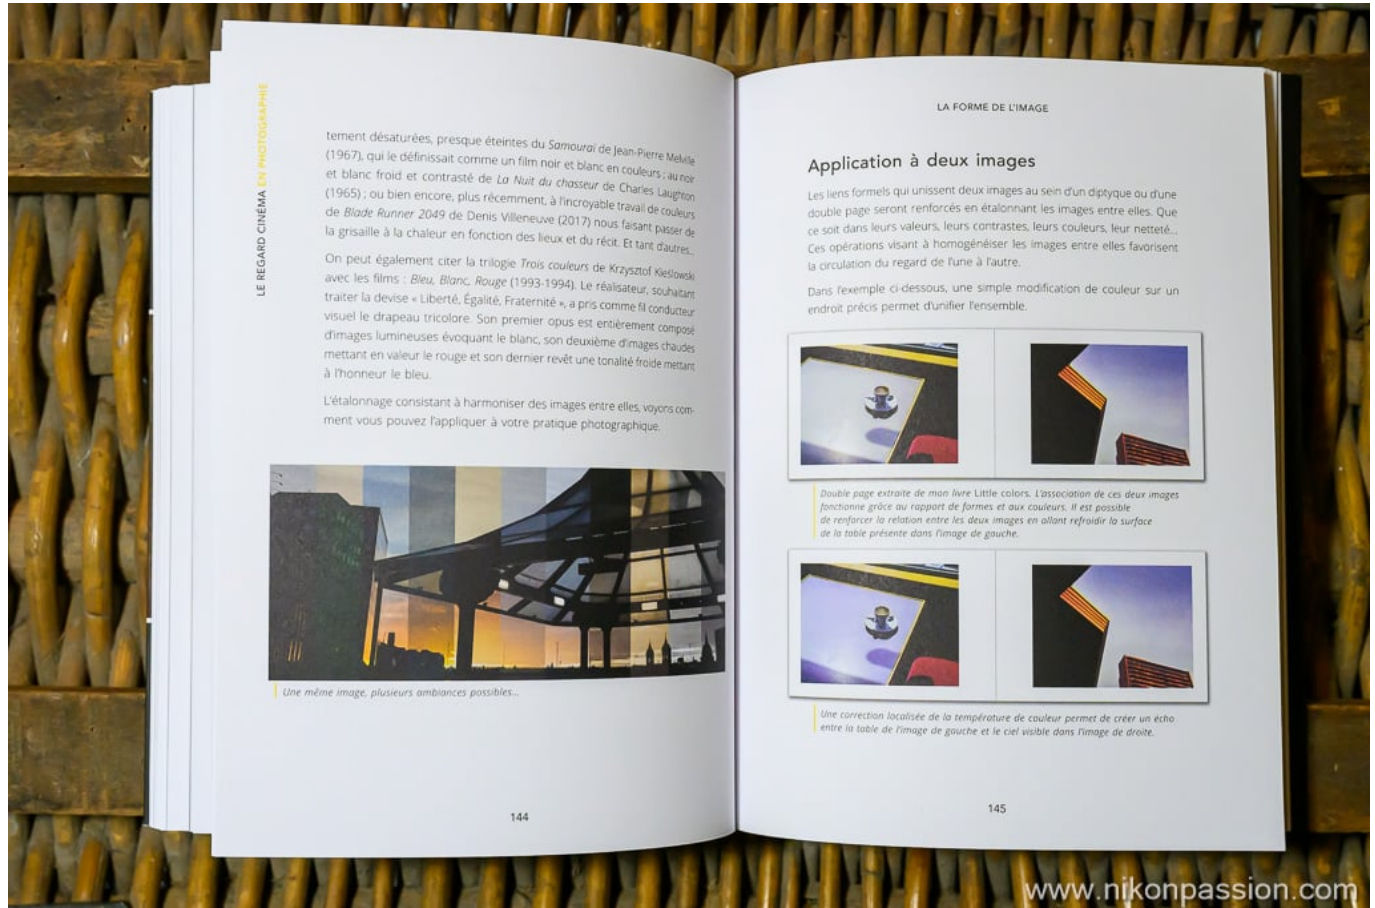 LE REGARD CINÉMA EN PHOTOGRAPHIE
tement désaturées, presque éteintes du Samouraï de Jean-Pierre Melville
(1967), qui le définissait comme un film noir et blanc en couleurs ; au noir
et blanc froid et contrasté de La Nuit du chasseur de Charles Laughton
(1965) ; ou bien encore, plus récemment, à l'incroyable travail de couleurs
de Blade Runner 2049 de Denis Villeneuve (2017) nous faisant passer de
la grisaille à la chaleur en fonction des lieux et du récit. Et tant d'autres...
On peut également citer la trilogie Trois couleurs de Krzysztof Kieślowski
avec les films : Bleu, Blanc, Rouge (1993-1994). Le réalisateur, souhaitant
traiter la devise « Liberté, Égalité, Fraternité », a pris comme fil conducteur
visuel le drapeau tricolore. Son premier opus est entièrement composé
d'images lumineuses évoquant le blanc, son deuxième d'images chaudes
mettant en valeur le rouge et son dernier revêt une tonalité froide mettant
à l'honneur le bleu.
L'étalonnage consistant à harmoniser des images entre elles, voyons com-
ment vous pouvez l'appliquer à votre pratique photographique.
Une même image, plusieurs ambiances possibles...
144
LA FORME DE L'IMAGE
Application à deux images
Les liens formels qui unissent deux images au sein d'un diptyque ou d'une
double page seront renforcés en étalonnant les images entre elles. Que
ce soit dans leurs valeurs, leurs contrastes, leurs couleurs, leur netteté...
Ces opérations visant à homogénéiser les images entre elles favorisent
la circulation du regard de l'une à l'autre.
Dans l'exemple ci-dessous, une simple modification de couleur sur un
endroit précis permet d'unifier l'ensemble.
Double page extraite de mon livre Little colors. L'association de ces deux images
fonctionne grâce au rapport de formes et aux couleurs. Il est possible
de renforcer la relation entre les deux images en allant refroidir la surface
de la table présente dans l'image de gauche.
Une correction localisée de la température de couleur permet de créer un écho
entre la table de l'image de gauche et le ciel visible dans l'image de droite.
145
www.nikonpassion.com